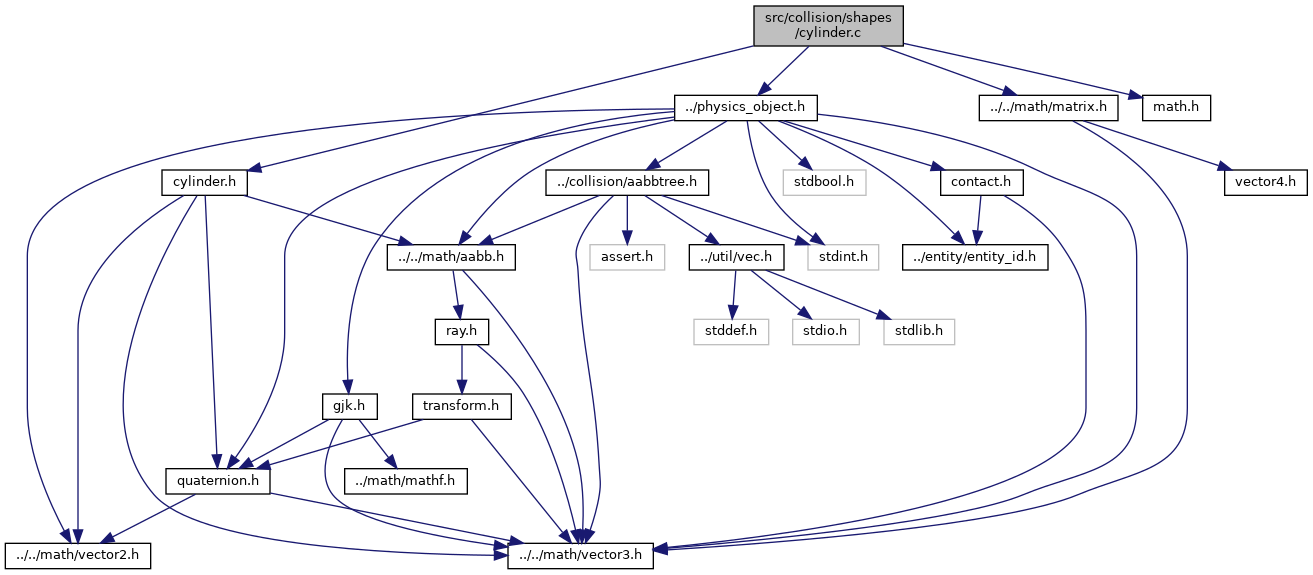 src/collision/shapes
/cylinder.c
../physics_object.h
../../math/matrix.h
math.h
cylinder.h
../collision/aabbtree.h
stdbool.h
contact.h
vector4.h
../../math/aabb.h
assert.h
../util/vec.h
stdint.h
../entity/entity_id.h
ray.h
stddef.h
stdio.h
stdlib.h
gjk.h
transform.h
quaternion.h
../math/mathf.h
../../math/vector2.h
../../math/vector3.h